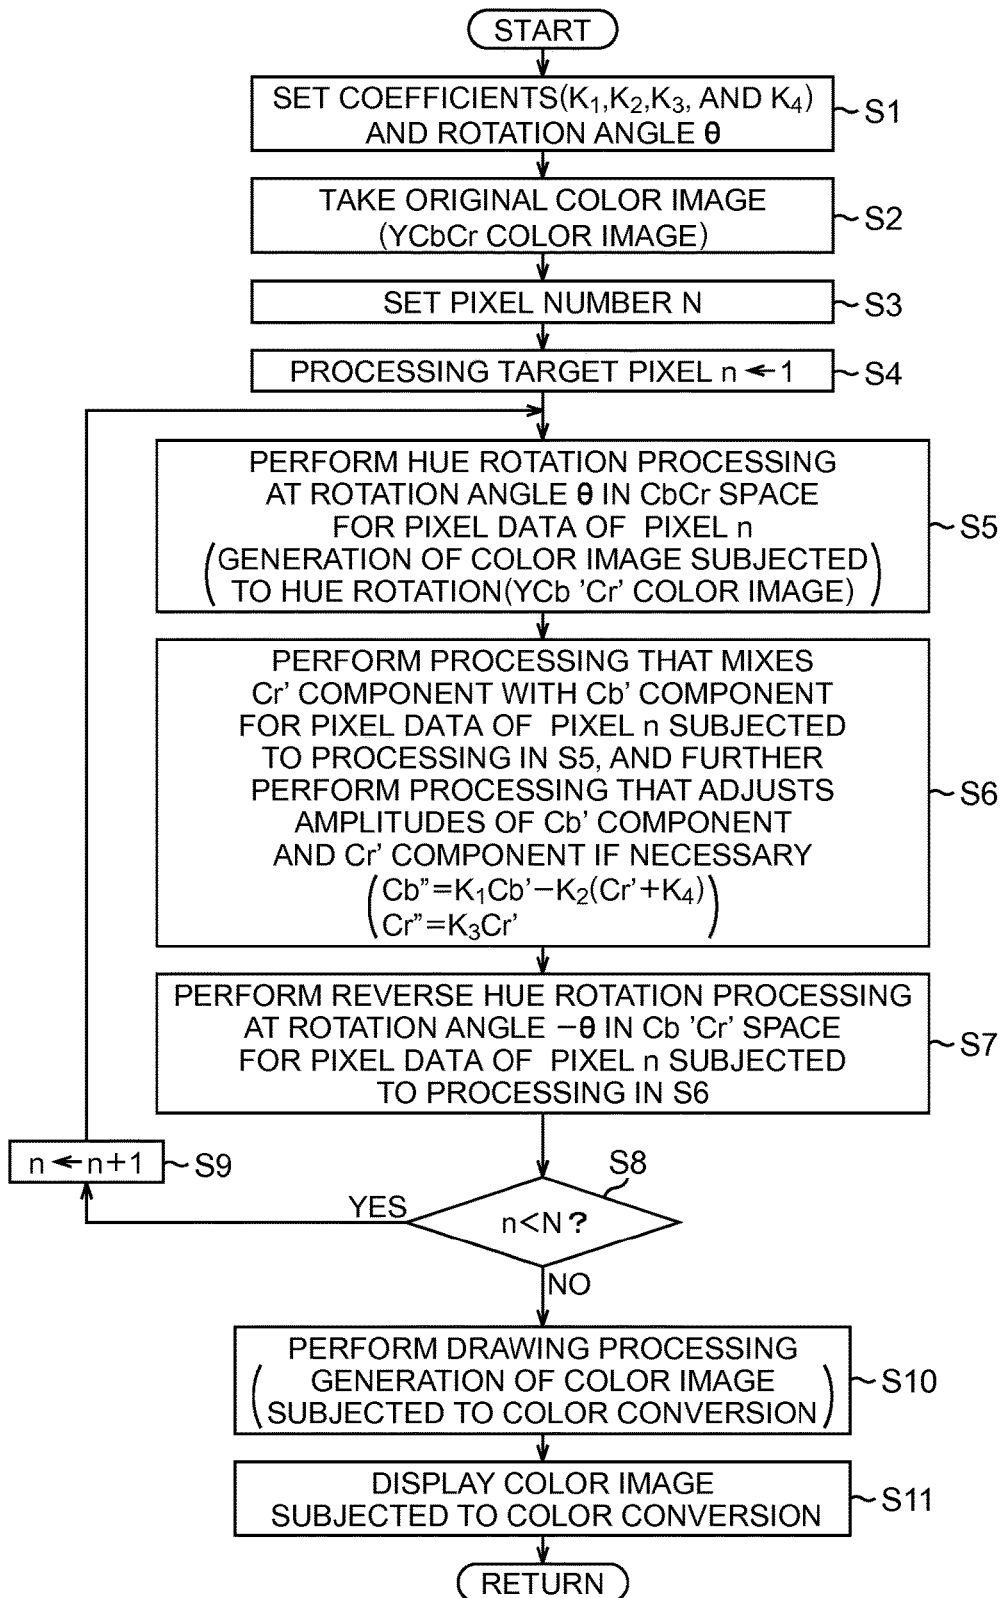 START
SET COEFFICIENTS(K₁,K₂,K₃, AND K₄)
AND ROTATION ANGLE θ
S1
TAKE ORIGINAL COLOR IMAGE
(YCbCr COLOR IMAGE)
S2
SET PIXEL NUMBER N
S3
PROCESSING TARGET PIXEL n ← 1
S4
PERFORM HUE ROTATION PROCESSING
AT ROTATION ANGLE θ IN CbCr SPACE
FOR PIXEL DATA OF PIXEL n
(GENERATION OF COLOR IMAGE SUBJECTED
TO HUE ROTATION(YCb 'Cr' COLOR IMAGE))
S5
PERFORM PROCESSING THAT MIXES
Cr' COMPONENT WITH Cb' COMPONENT
FOR PIXEL DATA OF PIXEL n SUBJECTED
TO PROCESSING IN S5, AND FURTHER
PERFORM PROCESSING THAT ADJUSTS
AMPLITUDES OF Cb' COMPONENT
AND Cr' COMPONENT IF NECESSARY
(Cb"=K₁Cb'−K₂(Cr'+K₄)
Cr"=K₃Cr')
S6
PERFORM REVERSE HUE ROTATION PROCESSING
AT ROTATION ANGLE −θ IN Cb 'Cr' SPACE
FOR PIXEL DATA OF PIXEL n SUBJECTED
TO PROCESSING IN S6
S7
n ← n+1
S9
S8
YES
n<N ?
NO
PERFORM DRAWING PROCESSING
(GENERATION OF COLOR IMAGE
SUBJECTED TO COLOR CONVERSION)
S10
DISPLAY COLOR IMAGE
SUBJECTED TO COLOR CONVERSION
S11
RETURN